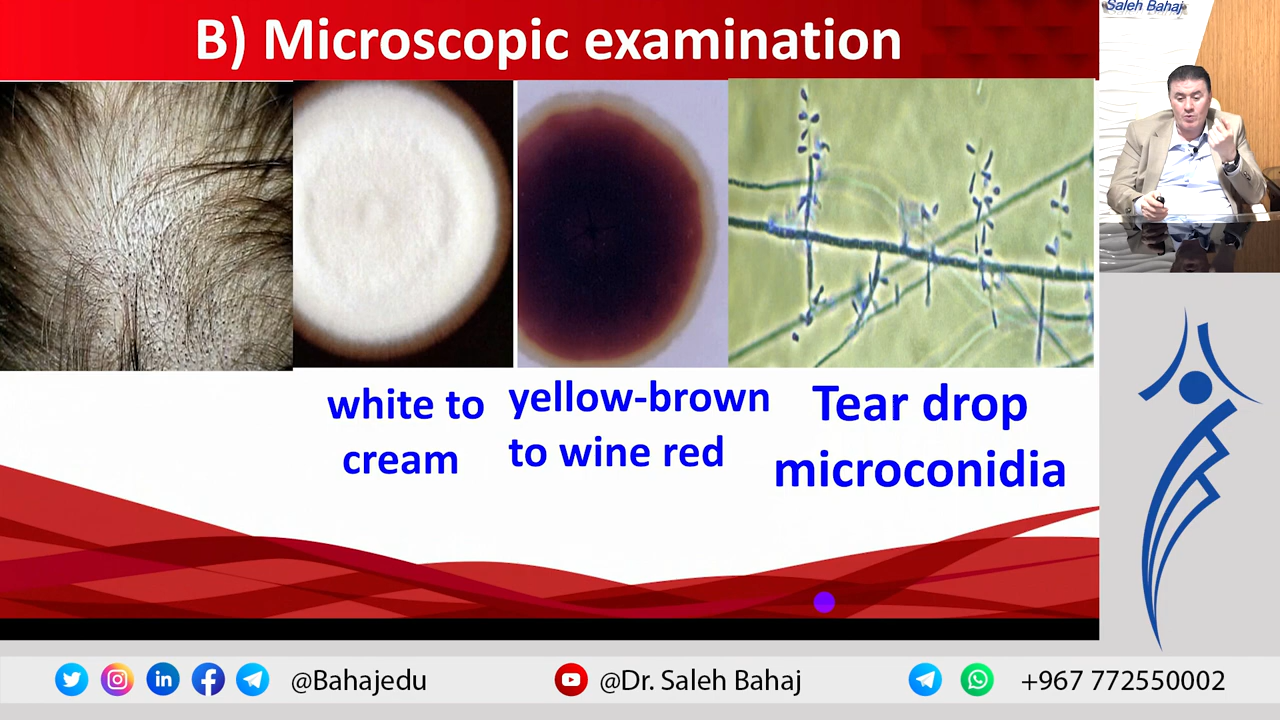 Saleh Bahaj
B) Microscopic examination
white to
cream
yellow-brown
to wine red
Tear drop
microconidia
@Bahajedu
@Dr. Saleh Bahaj
+967 772550002